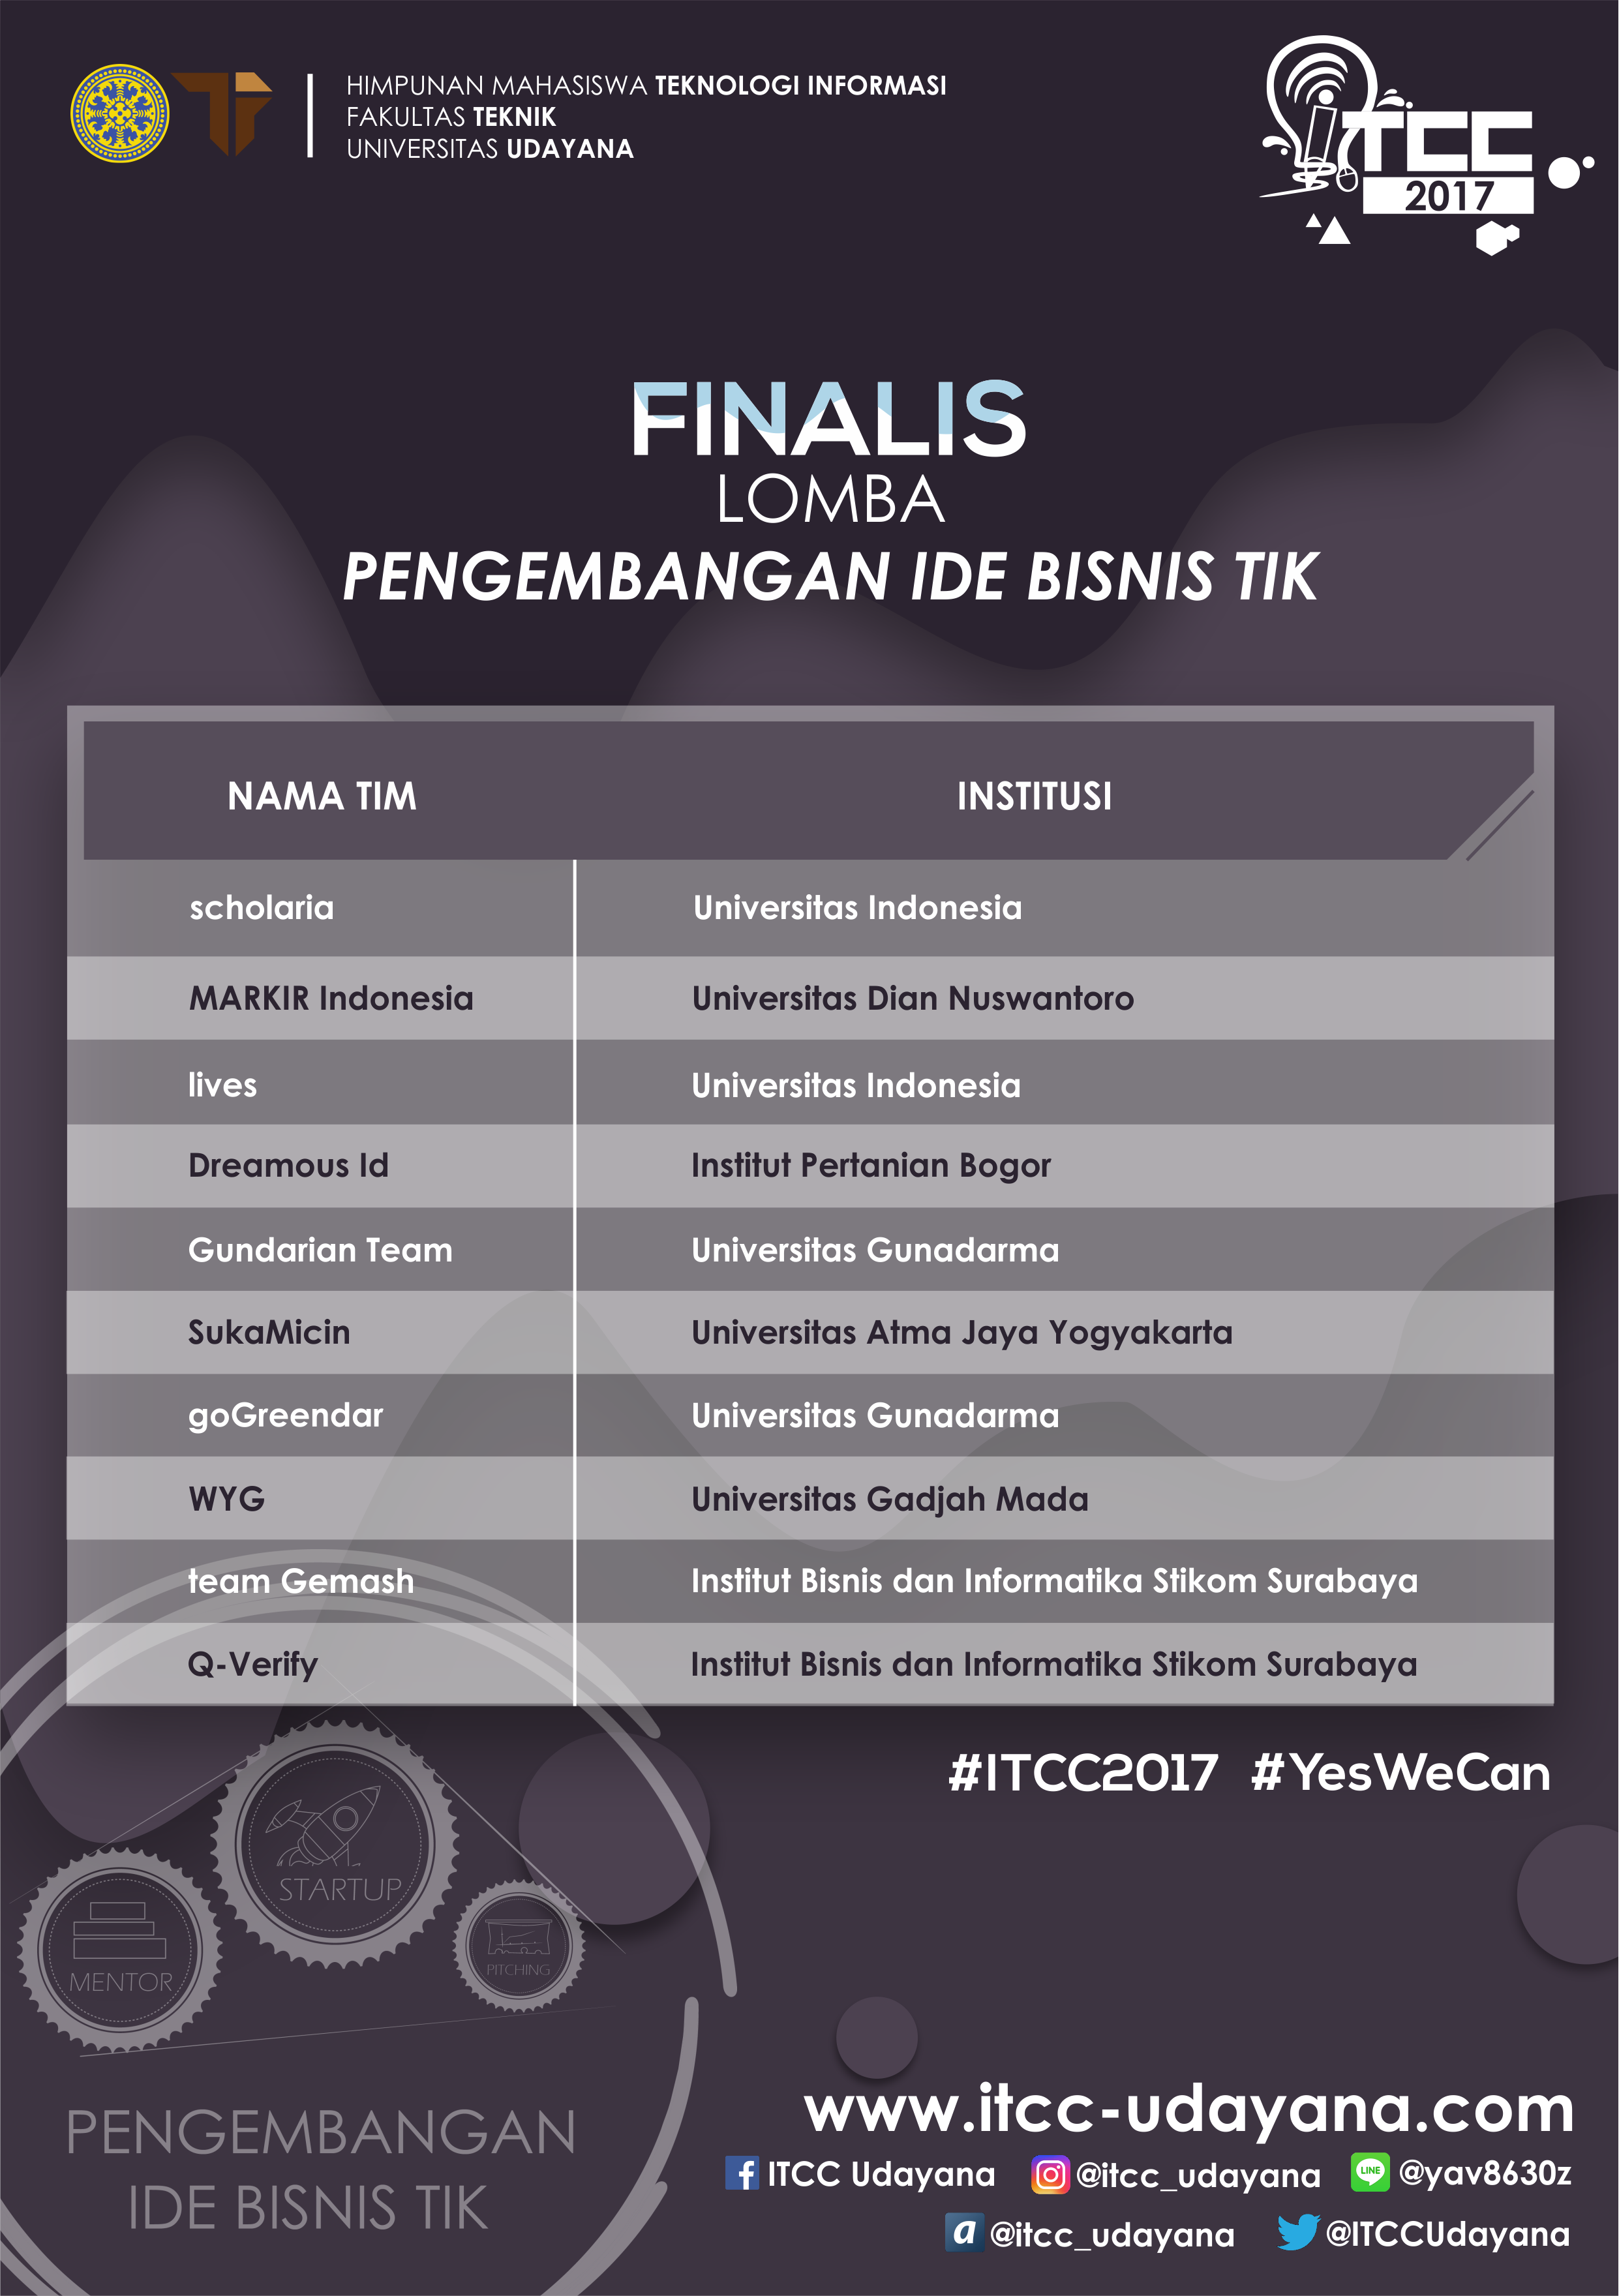 HIMPUNAN MAHASISWA TEKNOLOGI INFORMASI
FAKULTAS TEKNIK
UNIVERSITAS UDAYANA
ITCC
2017
FINALIS
LOMBA
PENGEMBANGAN IDE BISNIS TIK
NAMA TIM INSTITUSI
scholaria Universitas Indonesia
MARKIR Indonesia Universitas Dian Nuswantoro
lives Universitas Indonesia
Dreamous Id Institut Pertanian Bogor
Gundarian Team Universitas Gunadarma
SukaMicin Universitas Atma Jaya Yogyakarta
goGreendar Universitas Gunadarma
WYG Universitas Gadjah Mada
team Gemash Institut Bisnis dan Informatika Stikom Surabaya
Q-Verify Institut Bisnis dan Informatika Stikom Surabaya
#ITCC2017 #YesWeCan
STARTUP
MENTOR
PITCHING
PENGEMBANGAN
IDE BISNIS TIK
www.itcc-udayana.com
f ITCC Udayana @itcc_udayana LINE @yav8630z
a @itcc_udayana @ITCCUdayana